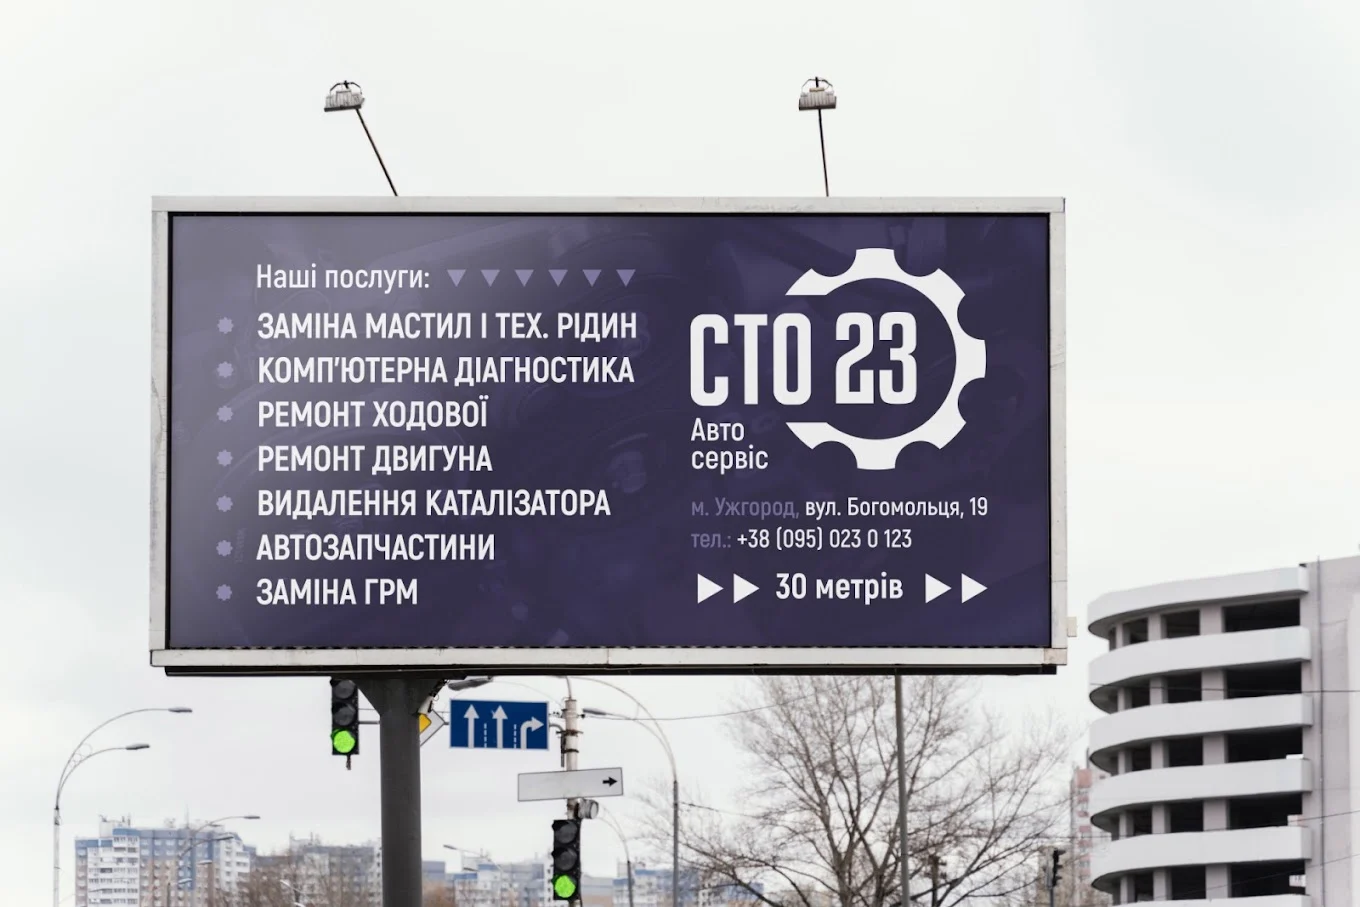 Наші послуги:
ЗАМІНА МАСТИЛ І ТЕХ. РІДИН
КОМП'ЮТЕРНА ДІАГНОСТИКА
РЕМОНТ ХОДОВОЇ
РЕМОНТ ДВИГУНА
ВИДАЛЕННЯ КАТАЛІЗАТОРА
АВТОЗАПЧАСТИНИ
ЗАМІНА ГРМ
СТО 23
Авто
сервіс
м. Ужгород, вул. Богомольця, 19
тел.: +38 (095) 023 0 123
30 метрів